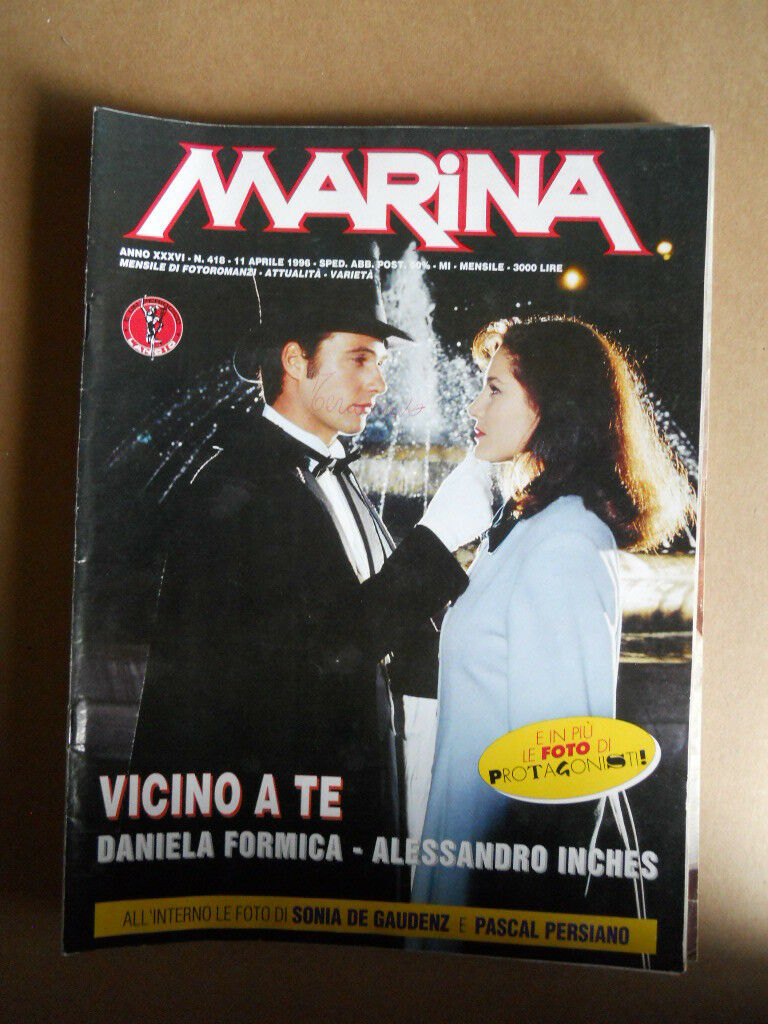 MARiNA
ANNO XXXVI - N. 418 - 11 APRILE 1996 - SPED. ABB. POST. 50% - MI - MENSILE - 3000 LIRE
MENSILE DI FOTOROMANZI - ATTUALITÀ - VARIETÀ
LANCIO
E IN PIÙ
LE FOTO DI
PROTAGONISTI!
VICINO A TE
DANIELA FORMICA - ALESSANDRO INCHES
ALL'INTERNO LE FOTO DI SONIA DE GAUDENZ E PASCAL PERSIANO